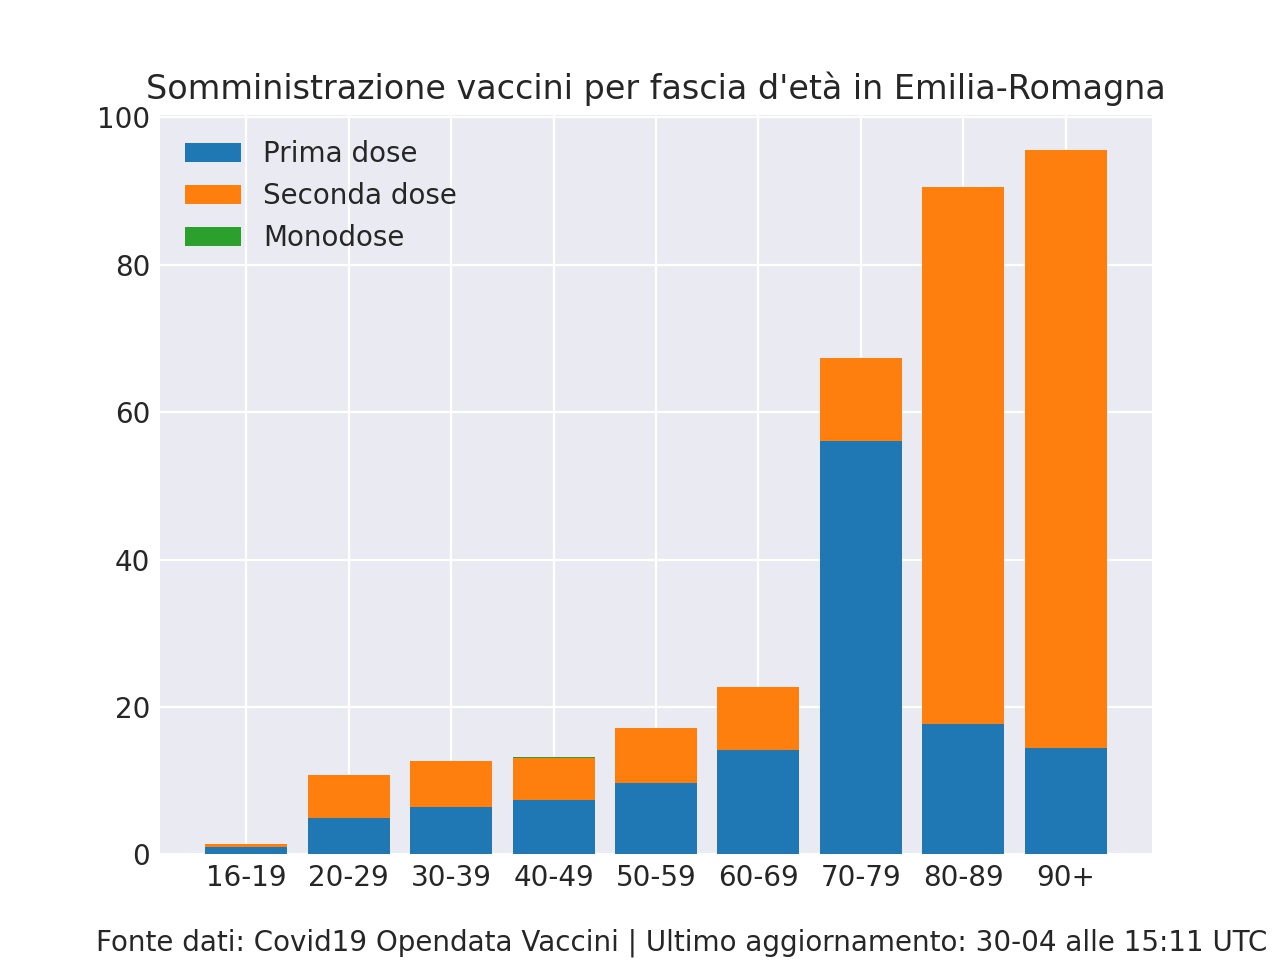 Somministrazione vaccini per fascia d'età in Emilia-Romagna
100
80
60
40
20
0
Prima dose
Seconda dose
Monodose
16-19 20-29 30-39 40-49 50-59 60-69 70-79 80-89 90+
Fonte dati: Covid19 Opendata Vaccini | Ultimo aggiornamento: 30-04 alle 15:11 UTC